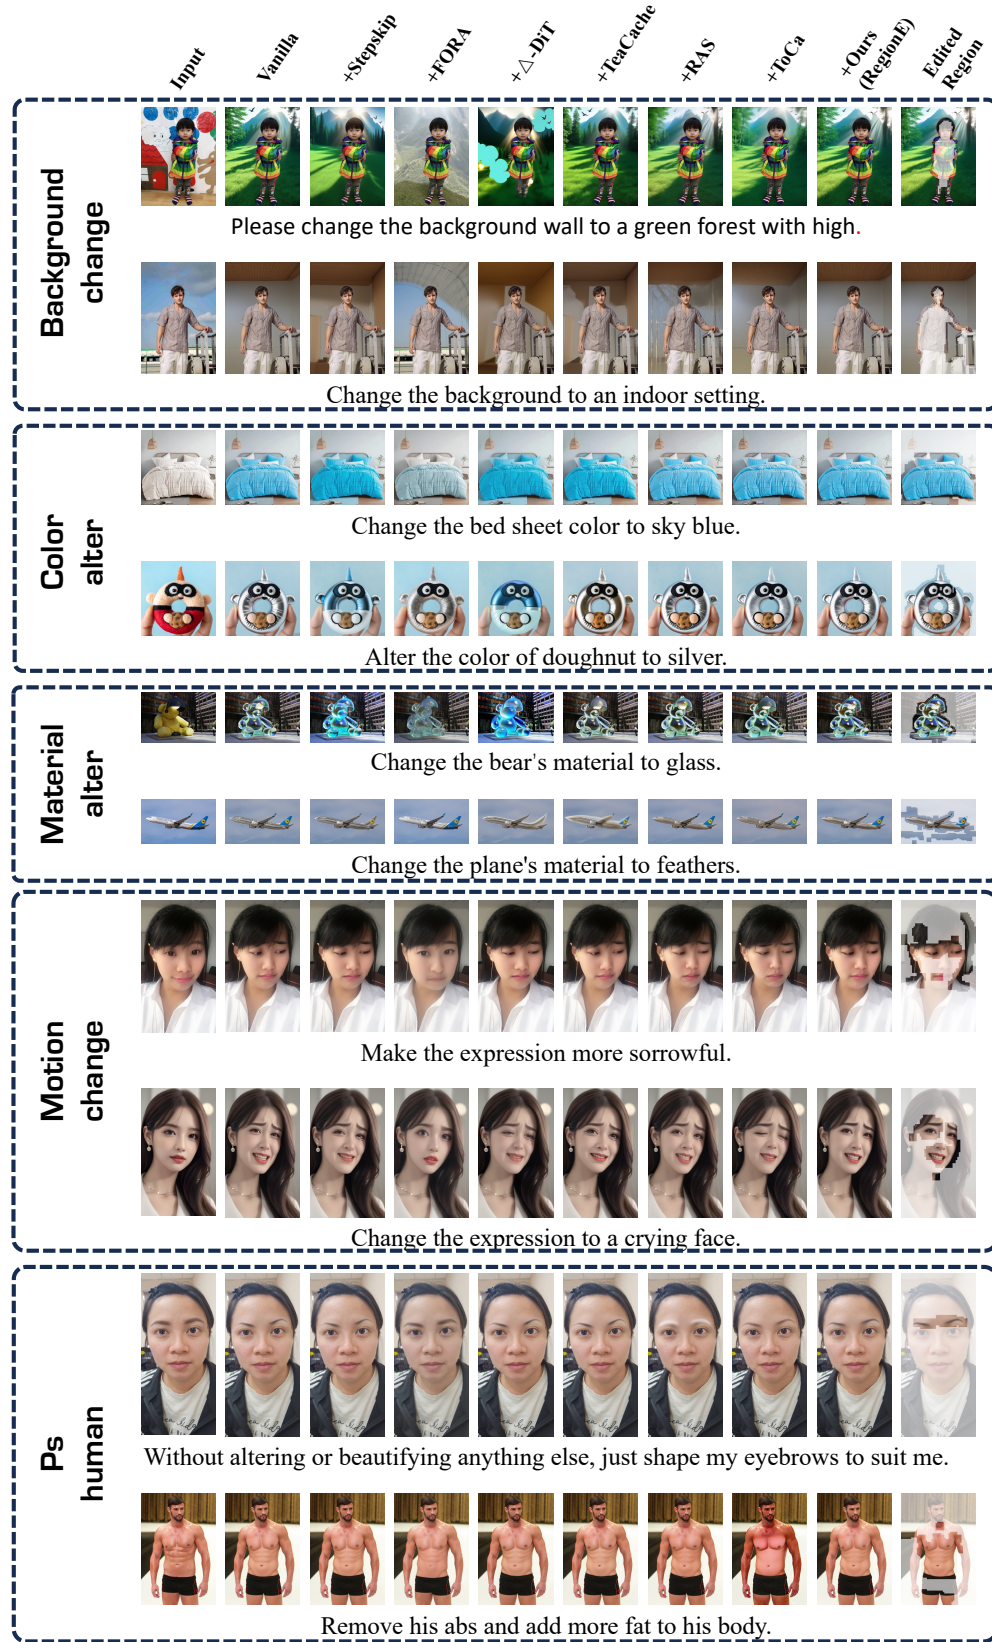 Input Vanilla +Stepskip +FORA +△-DiT +TeaCache +RAS +ToCa +Ours (RegionE) Edited Region
Background change
Please change the background wall to a green forest with high.
Change the background to an indoor setting.
Color alter
Change the bed sheet color to sky blue.
Alter the color of doughnut to silver.
Material alter
Change the bear's material to glass.
Change the plane's material to feathers.
Motion change
Make the expression more sorrowful.
Change the expression to a crying face.
Ps human
Without altering or beautifying anything else, just shape my eyebrows to suit me.
Remove his abs and add more fat to his body.